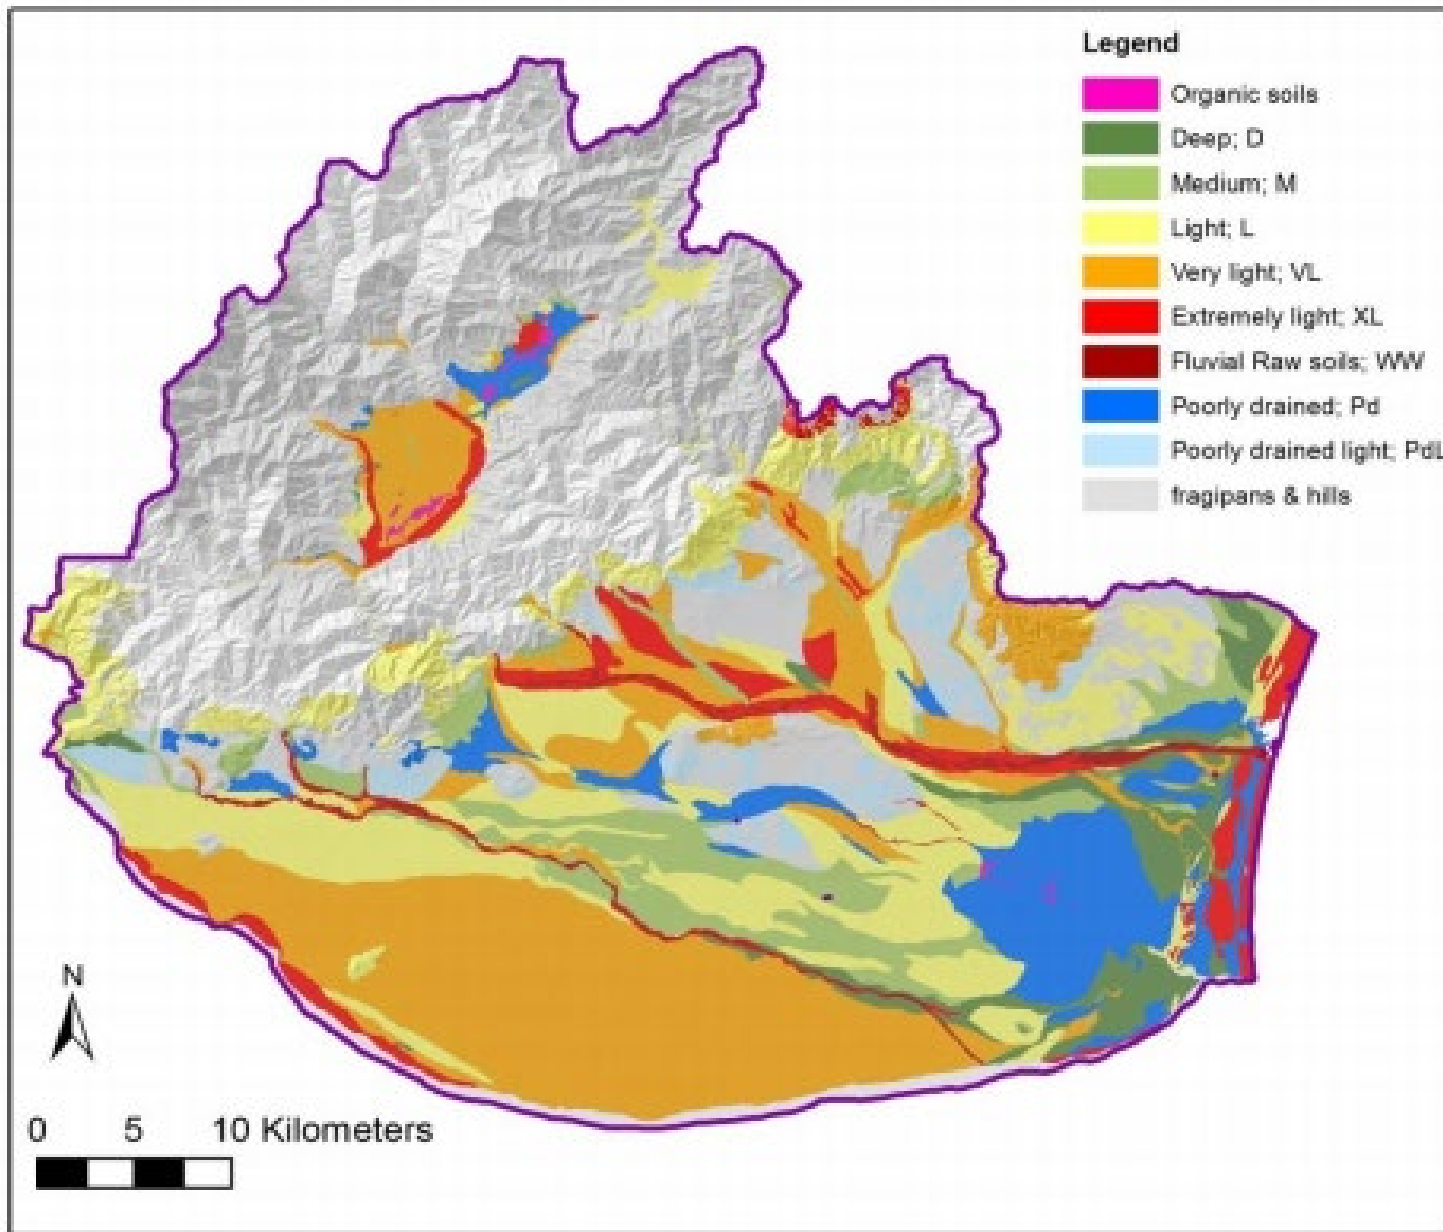 Legend
Organic soils
Deep; D
Medium; M
Light; L
Very light; VL
Extremely light; XL
Fluvial Raw soils; WW
Poorly drained; Pd
Poorly drained light; PdL
fragipans & hills
N
0 5 10 Kilometers